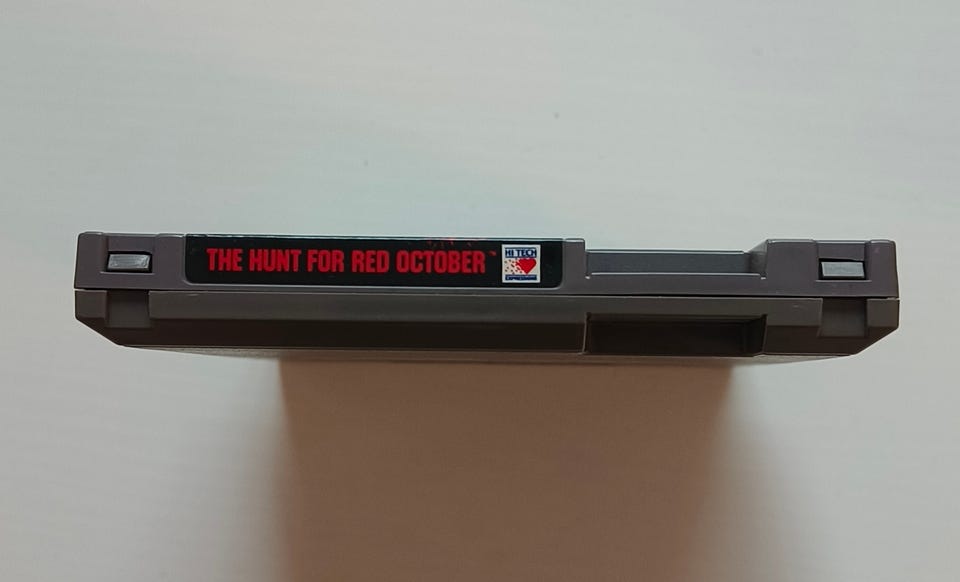 THE HUNT FOR RED OCTOBER™
HI TECH
EXPRESSIONS